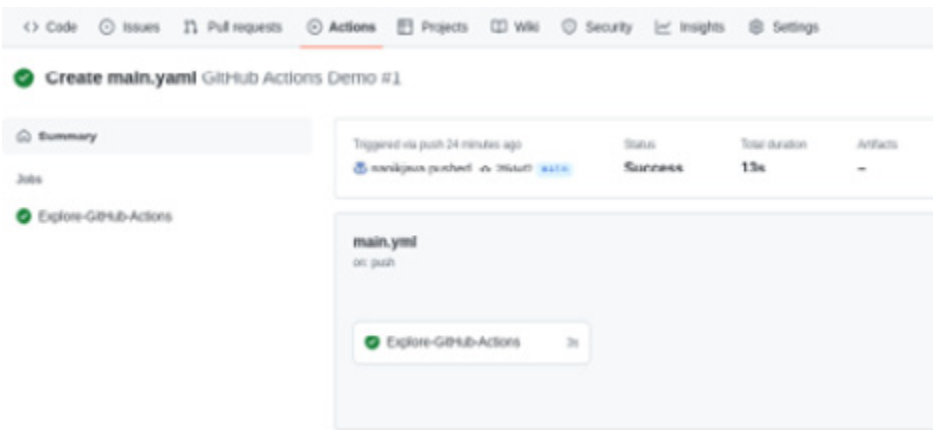 Code Issues Pull requests Actions Projects Wiki Security Insights Settings
Create main.yaml GitHub Actions Demo #1
Summary
Triggered via push 24 minutes ago
Status
Total duration
Artifacts
nanikjava pushed
main
Success
13s
–
Jobs
Explore-GitHub-Actions
main.yml
on: push
Explore-GitHub-Actions
3s